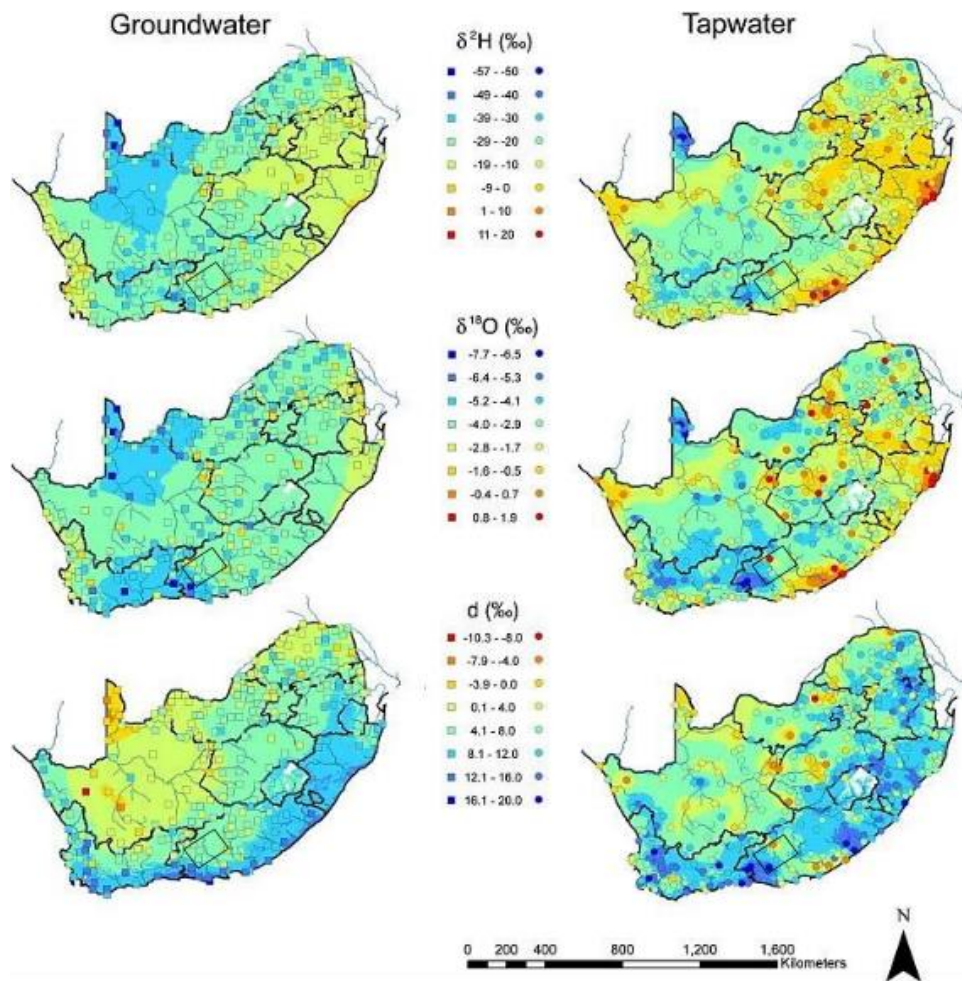 Groundwater
Tapwater
δ²H (‰)
-57 - -50
-49 - -40
-39 - -30
-29 - -20
-19 - -10
-9 - 0
1 - 10
11 - 20
δ¹⁸O (‰)
-7.7 - -6.5
-6.4 - -5.3
-5.2 - -4.1
-4.0 - -2.9
-2.8 - -1.7
-1.6 - -0.5
-0.4 - 0.7
0.8 - 1.9
d (‰)
-10.3 - -8.0
-7.9 - -4.0
-3.9 - 0.0
0.1 - 4.0
4.1 - 8.0
8.1 - 12.0
12.1 - 16.0
16.1 - 20.0
N
0 200 400 800 1,200 1,600
Kilometers